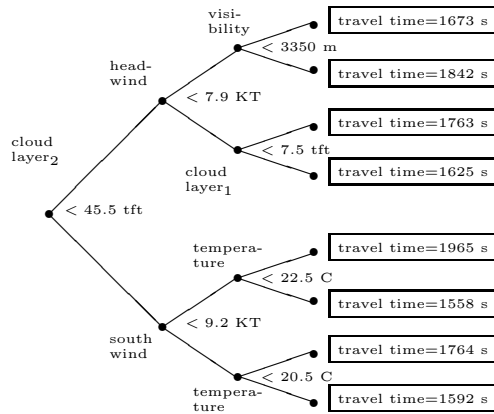 visi-
bility
travel time=1673 s
< 3350 m
head-
wind
travel time=1842 s
< 7.9 KT
travel time=1763 s
cloud
layer₂
< 7.5 tft
cloud
layer₁
travel time=1625 s
< 45.5 tft
tempera-
ture
travel time=1965 s
< 22.5 C
travel time=1558 s
< 9.2 KT
south
wind
travel time=1764 s
< 20.5 C
tempera-
ture
travel time=1592 s